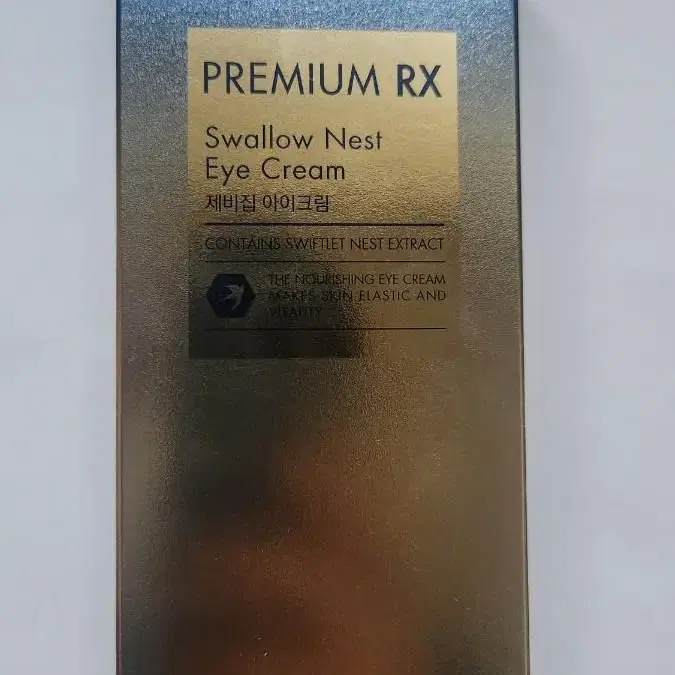 PREMIUM RX
Swallow Nest
Eye Cream
제비집 아이크림
CONTAINS SWIFTLET NEST EXTRACT
THE NOURISHING EYE CREAM
MAKES SKIN ELASTIC AND
VITALITY